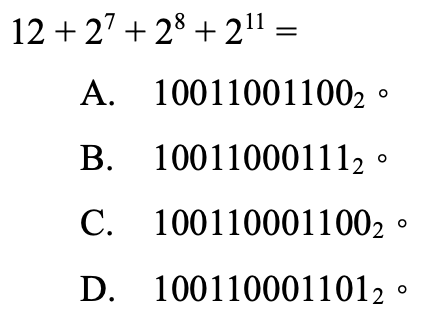 12 + 2⁷ + 2⁸ + 2¹¹ =
A. 10011001100₂。
B. 10011000111₂。
C. 100110001100₂。
D. 100110001101₂。